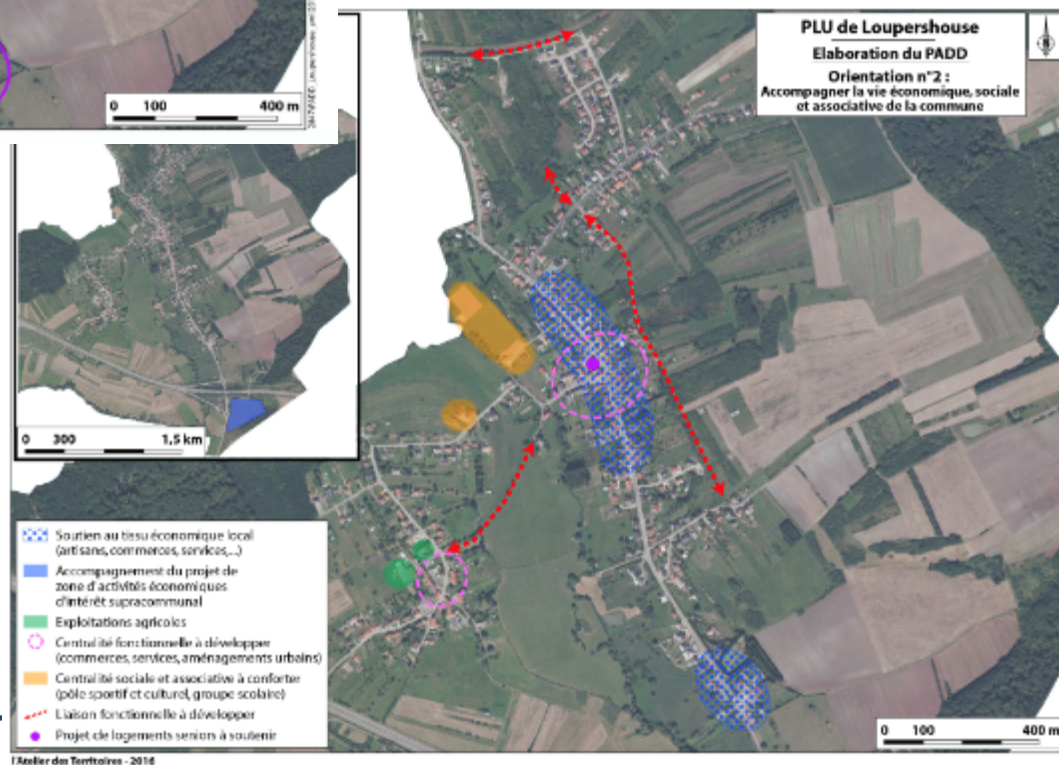 0 100 400 m
PLU de Loupershouse
Elaboration du PADD
Orientation n°2 :
Accompagner la vie économique, sociale
et associative de la commune
N
0 300 1,5 km
Soutien au tissu économique local
(artisans, commerces, services,...)
Accompagnement du projet de
zone d'activités économiques
d'intérêt supracommunal
Exploitations agricoles
Centralité fonctionnelle à développer
(commerces, services, aménagements urbains)
Centralité sociale et associative à conforter
(pôle sportif et culturel, groupe scolaire)
Liaison fonctionnelle à développer
Projet de logements seniors à soutenir
0 100 400 m
l'Atelier des Territoires - 2016